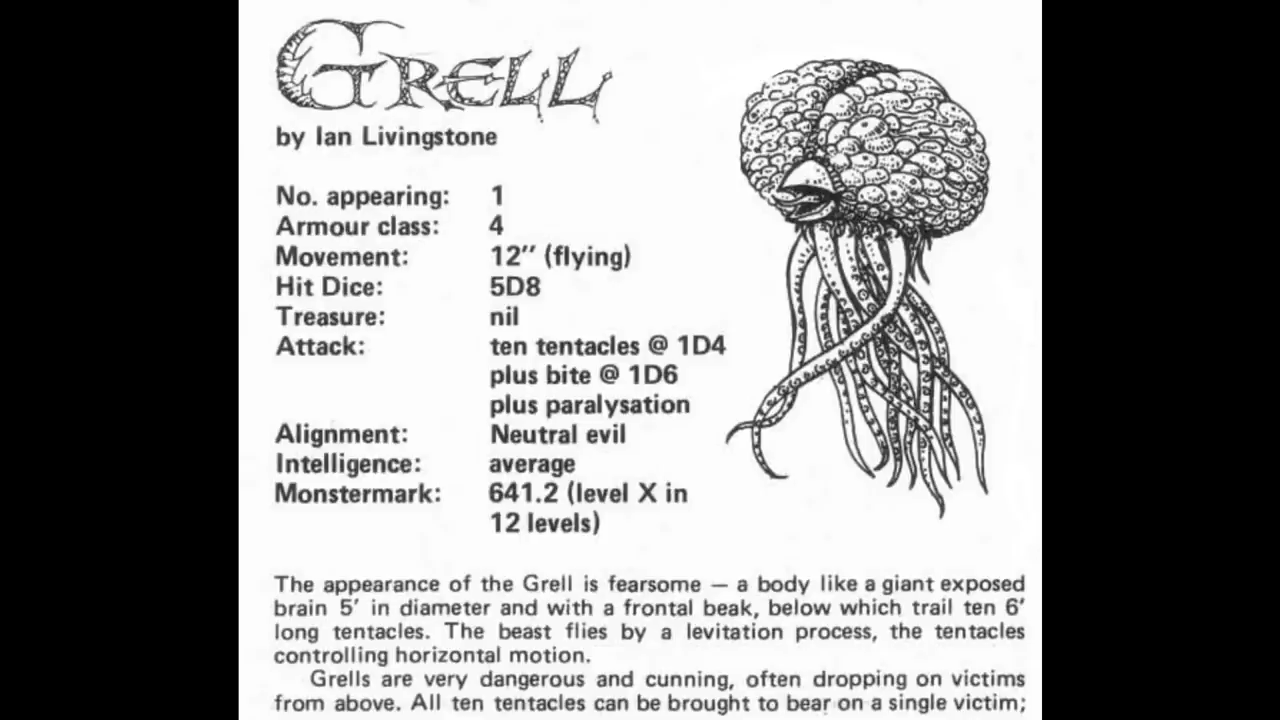 GRELL
by Ian Livingstone
No. appearing: 1
Armour class: 4
Movement: 12" (flying)
Hit Dice: 5D8
Treasure: nil
Attack: ten tentacles @ 1D4
plus bite @ 1D6
plus paralysation
Alignment: Neutral evil
Intelligence: average
Monstermark: 641.2 (level X in
12 levels)
The appearance of the Grell is fearsome — a body like a giant exposed
brain 5' in diameter and with a frontal beak, below which trail ten 6'
long tentacles. The beast flies by a levitation process, the tentacles
controlling horizontal motion.
Grells are very dangerous and cunning, often dropping on victims
from above. All ten tentacles can be brought to bear on a single victim;